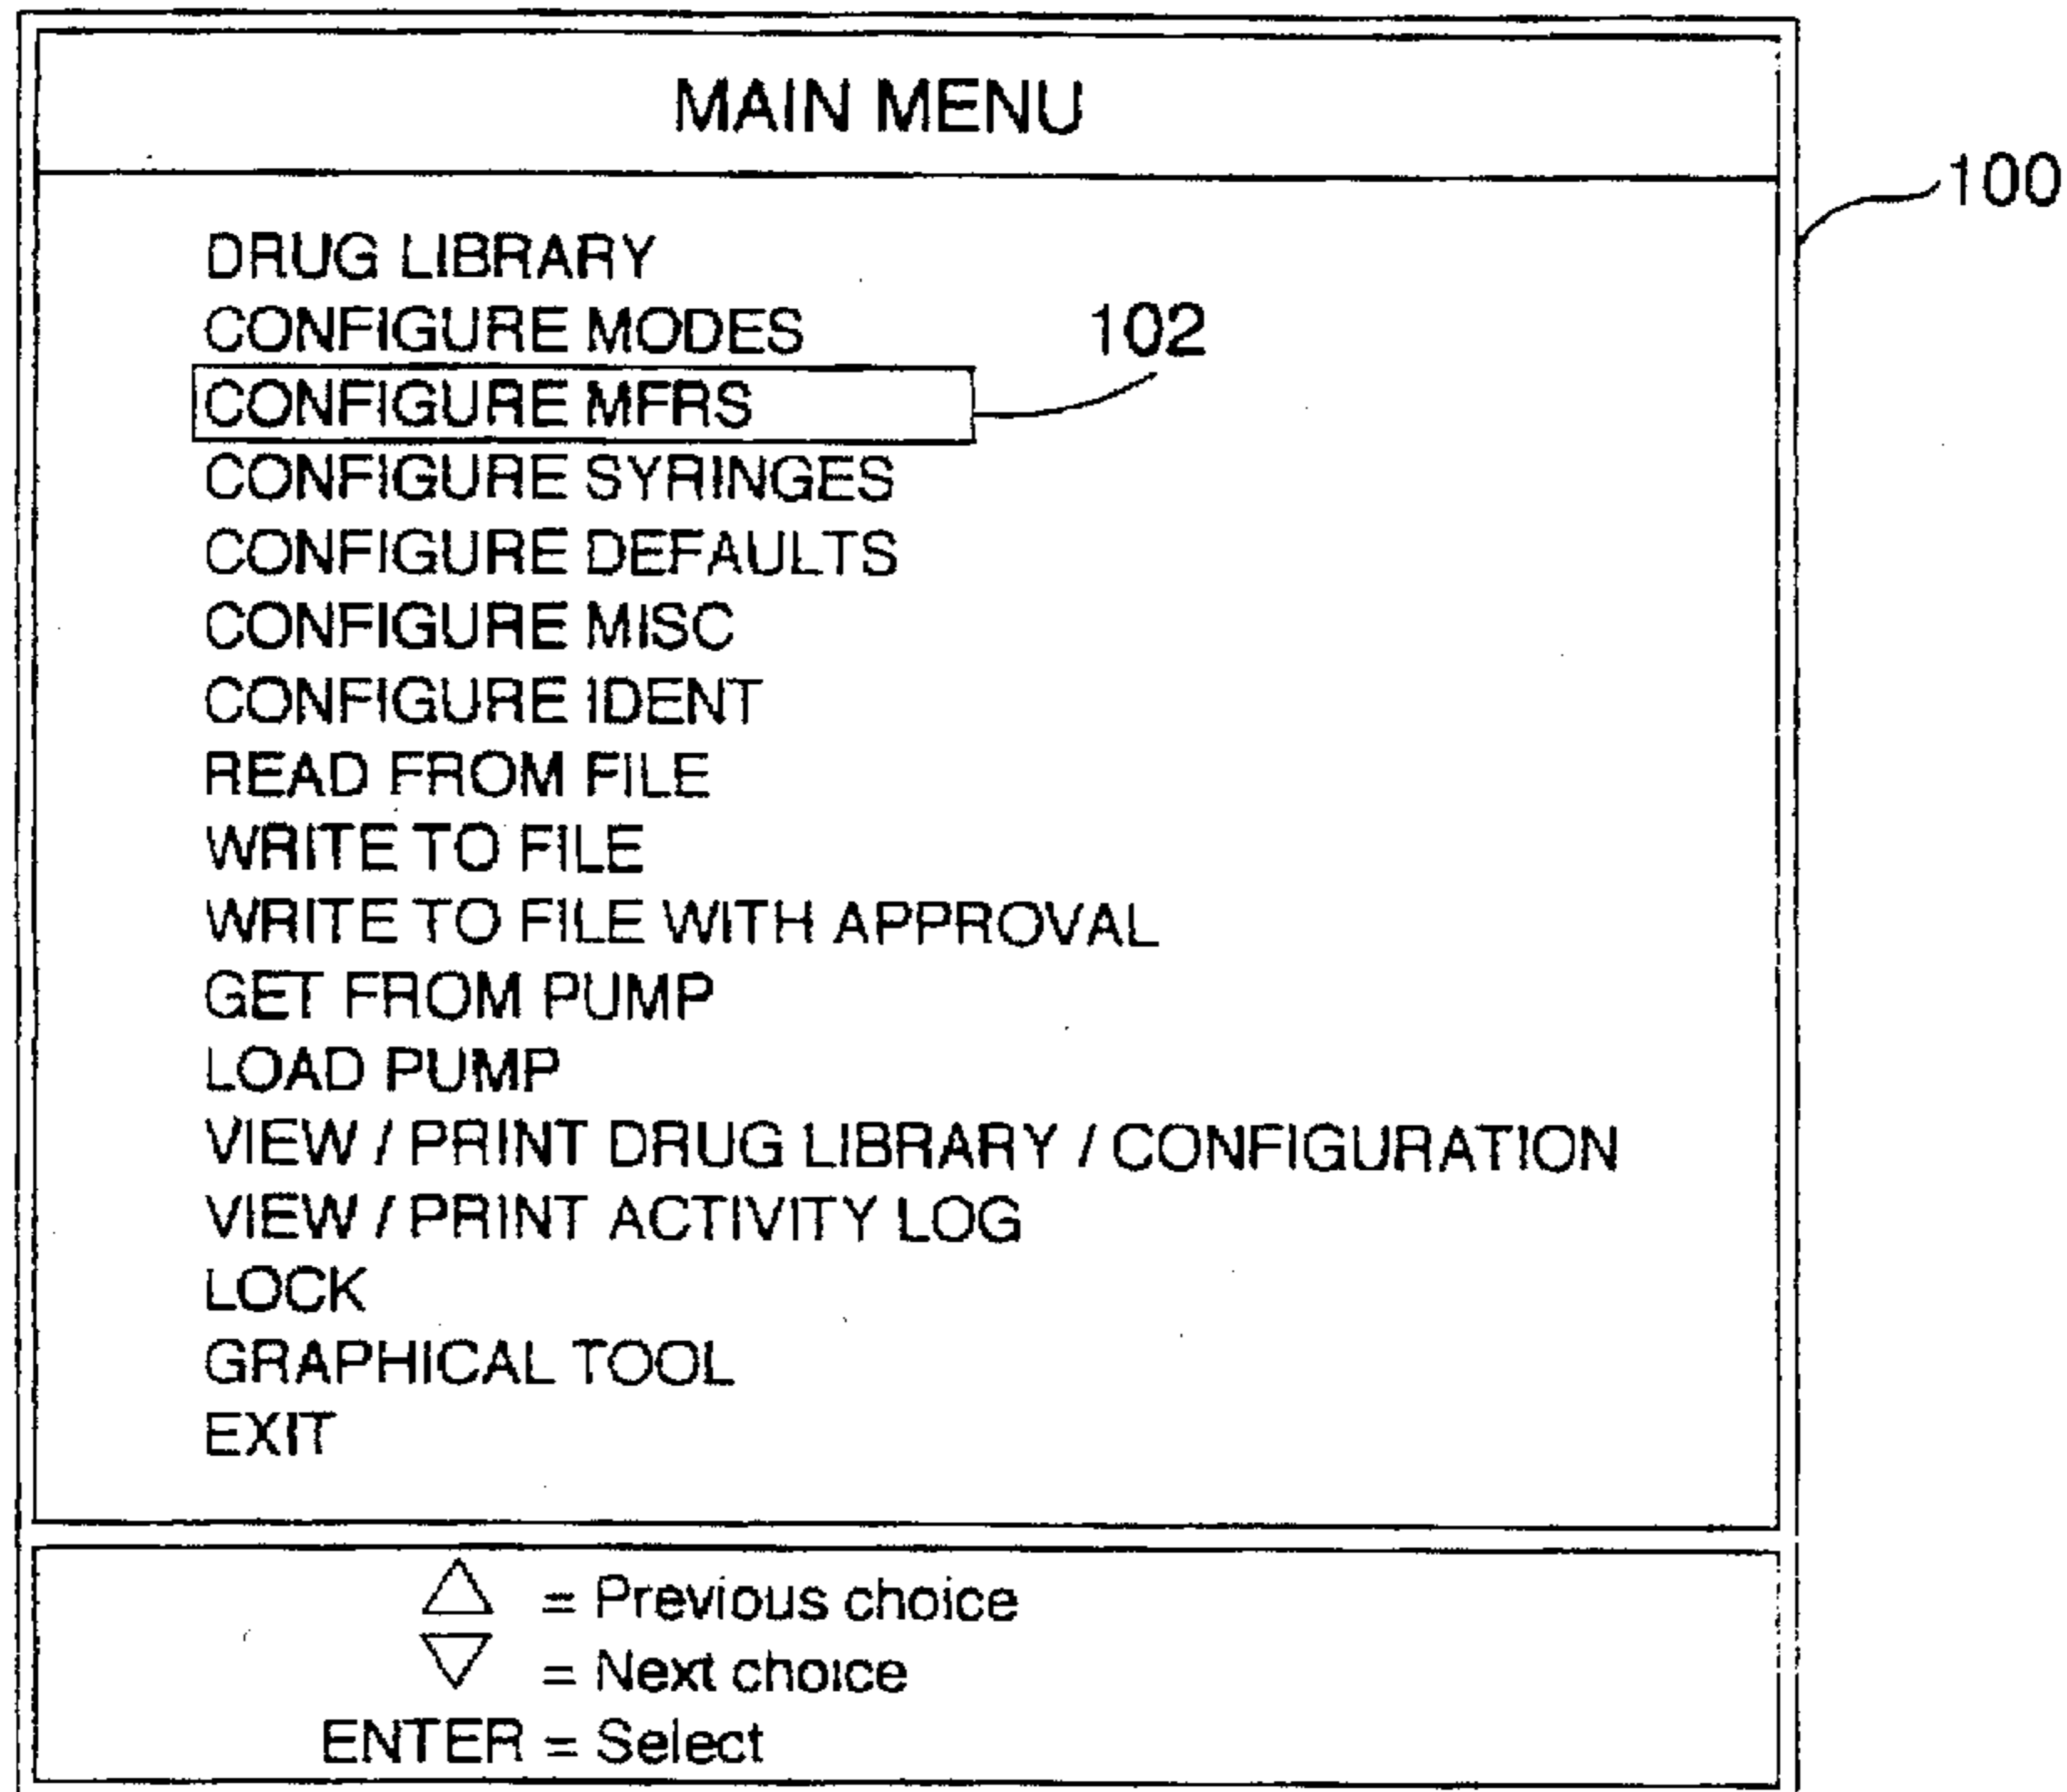 MAIN MENU
100
DRUG LIBRARY
CONFIGURE MODES
102
CONFIGURE MFRS
CONFIGURE SYRINGES
CONFIGURE DEFAULTS
CONFIGURE MISC
CONFIGURE IDENT
READ FROM FILE
WRITE TO FILE
WRITE TO FILE WITH APPROVAL
GET FROM PUMP
LOAD PUMP
VIEW / PRINT DRUG LIBRARY / CONFIGURATION
VIEW / PRINT ACTIVITY LOG
LOCK
GRAPHICAL TOOL
EXIT
△ = Previous choice
▽ = Next choice
ENTER = Select